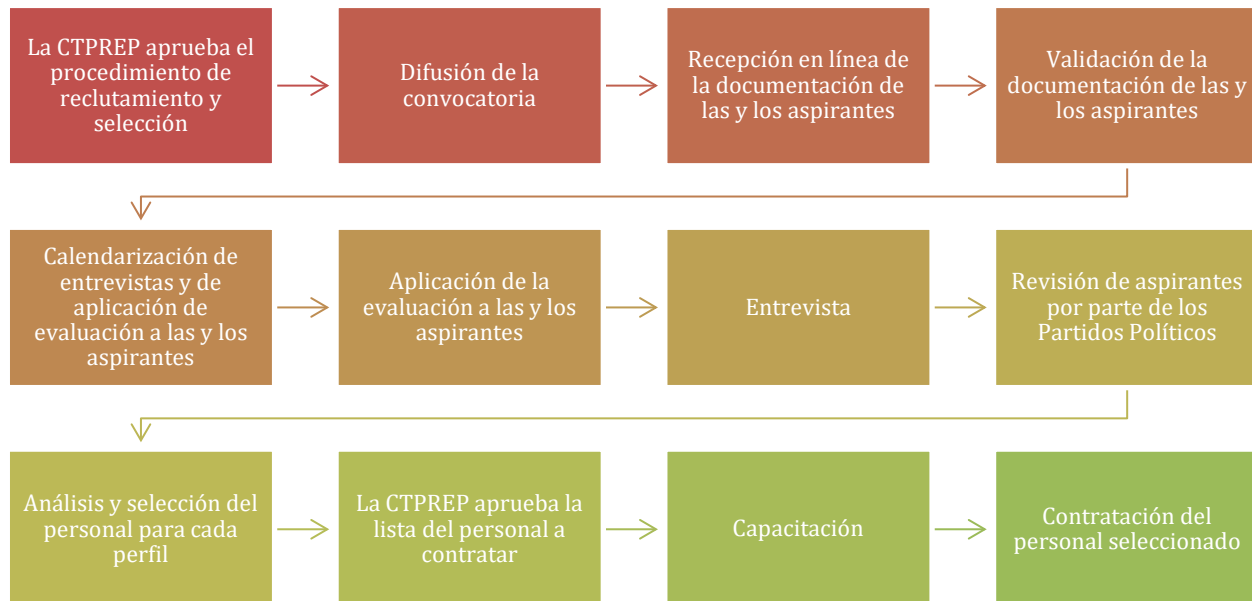 La CTPREP aprueba el
procedimiento de
reclutamiento y
selección
Difusión de la
convocatoria
Recepción en línea de
la documentación de
las y los aspirantes
Validación de la
documentación de las y
los aspirantes
Calendarización de
entrevistas y de
aplicación de
evaluación a las y los
aspirantes
Aplicación de la
evaluación a las y los
aspirantes
Entrevista
Revisión de aspirantes
por parte de los
Partidos Políticos
Análisis y selección del
personal para cada
perfil
La CTPREP aprueba la
lista del personal a
contratar
Capacitación
Contratación del
personal seleccionado